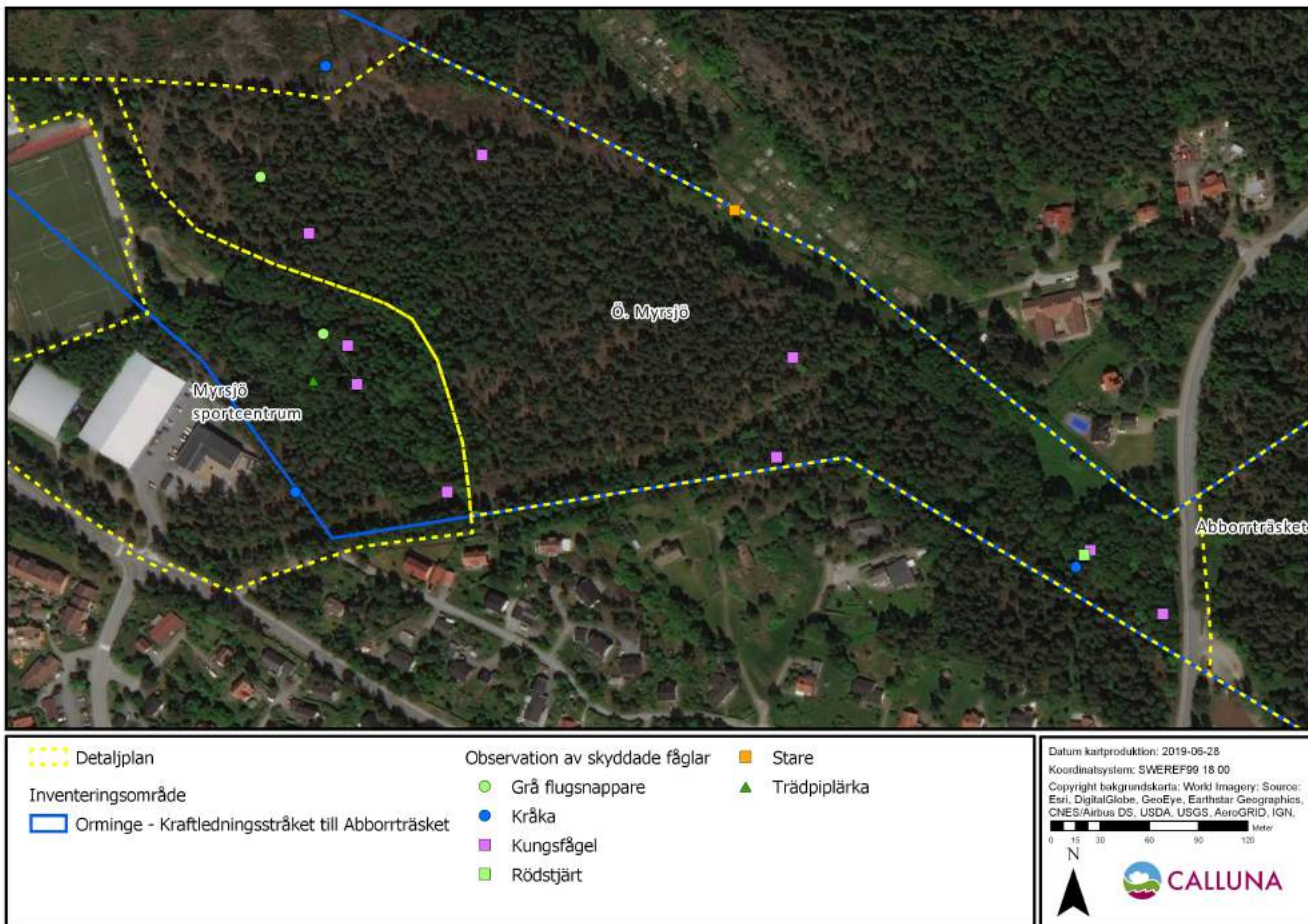 Ö. Myrsjö
Myrsjö
sportcentrum
Abborrträsket
Detaljplan
Inventeringsområde
Orminge - Kraftledningsstråket till Abborrträsket
Observation av skyddade fåglar
Grå flugsnappare
Kråka
Kungsfågel
Rödstjärt
Stare
Trädpiplärka
Datum kartproduktion: 2019-06-28
Koordinatsystem: SWEREF99 18 00
Copyright bakgrundskarta: World Imagery: Source:
Esri, DigitalGlobe, GeoEye, Earthstar Geographics,
CNES/Airbus DS, USDA, USGS, AeroGRID, IGN,
Meter
0 15 30 60 90 120
N
CALLUNA